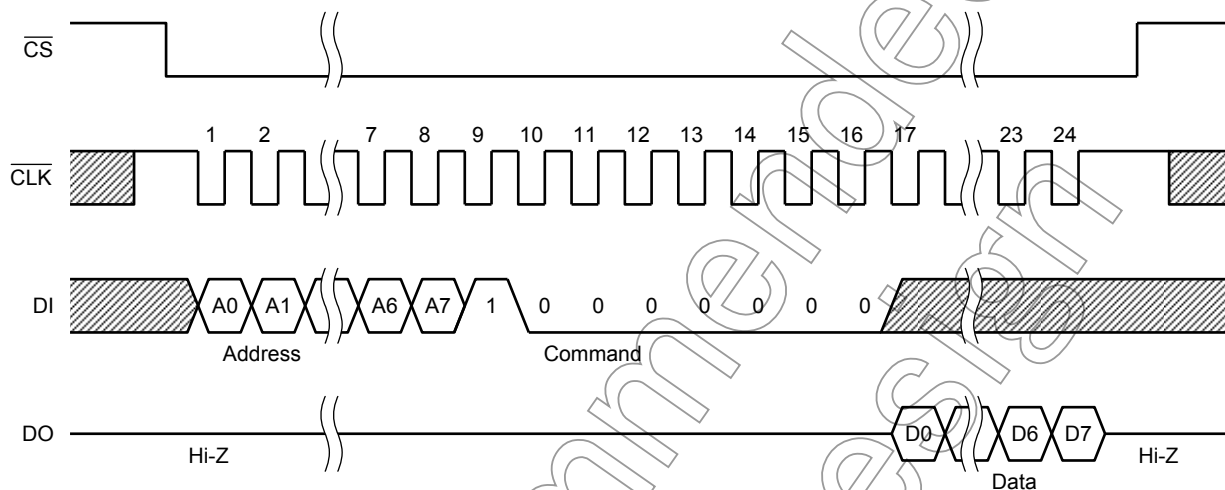 CS
1 2 7 8 9 10 11 12 13 14 15 16 17 23 24
CLK
DI A0 A1 A6 A7 1 0 0 0 0 0 0 0
Address Command
DO D0 D6 D7
Hi-Z Hi-Z
Data